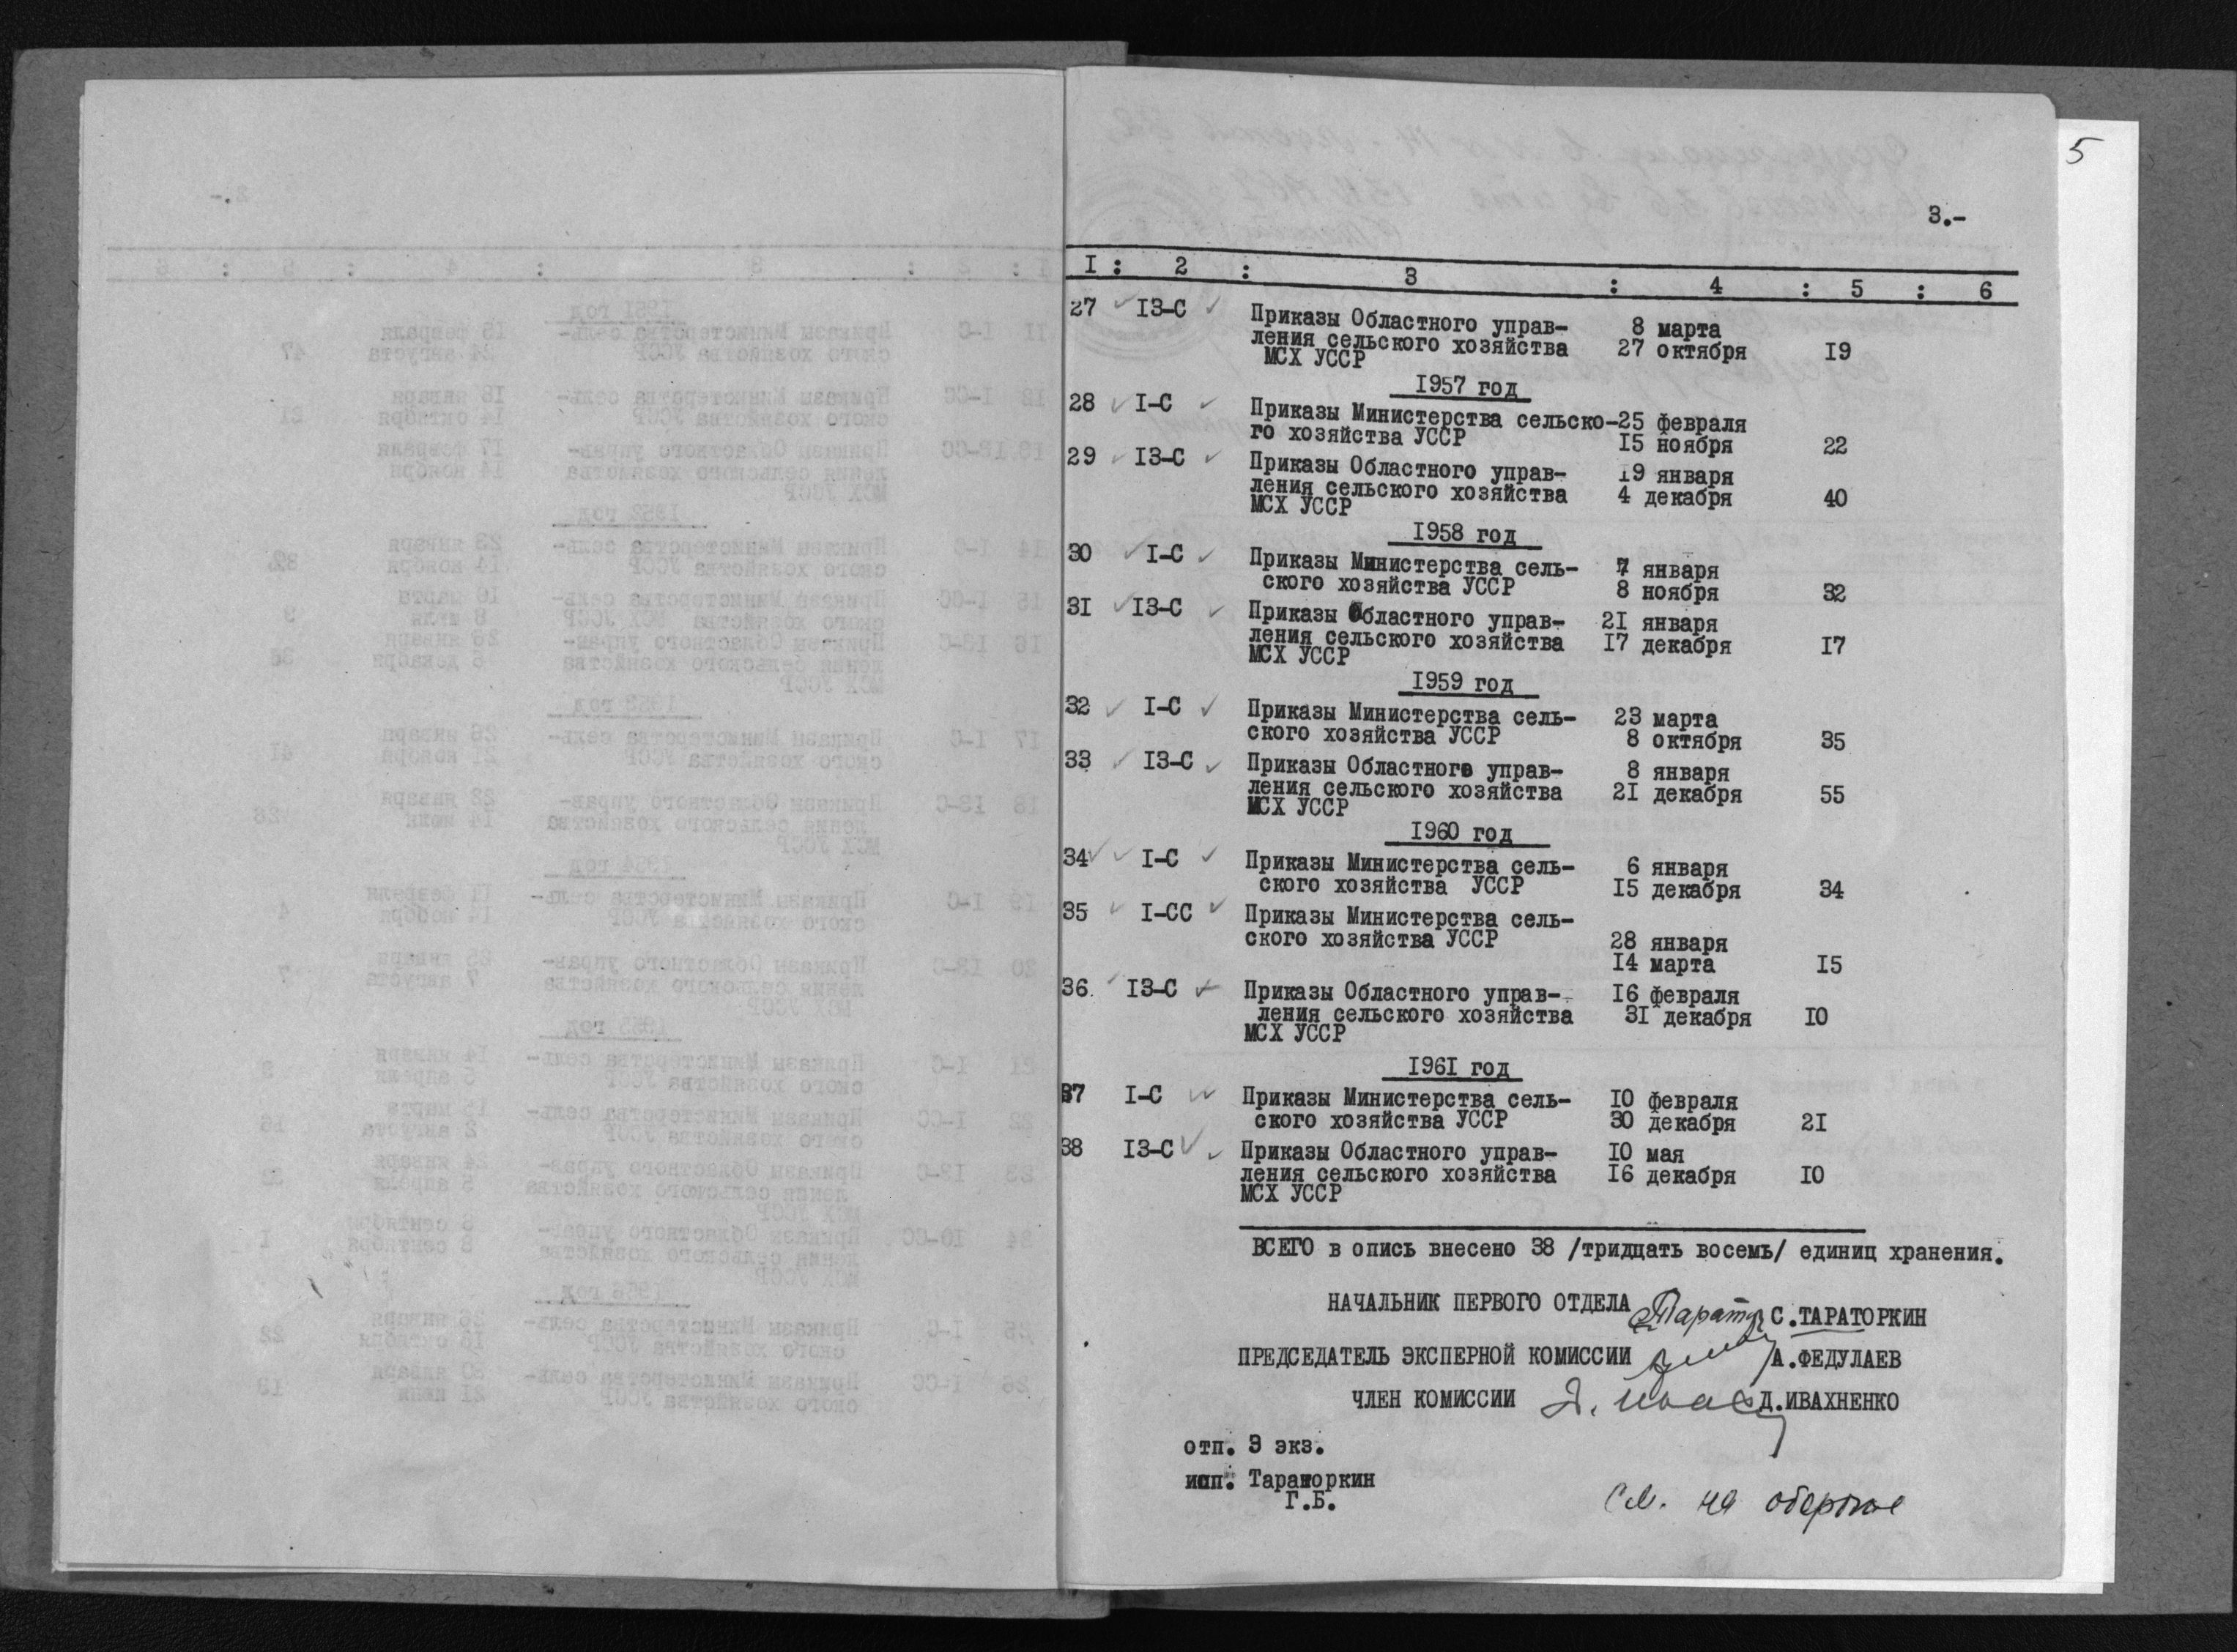 5
3.-
I : 2 : 3 : 4 : 5 : 6
27 I3-С Приказы Областного управ- 8 марта
ления сельского хозяйства 27 октября I9
МСХ УССР
I957 год
28 I-С Приказы Министерства сельско-25 февраля
го хозяйства УССР I5 ноября 22
29 I3-С Приказы Областного управ- I9 января
ления сельского хозяйства 4 декабря 40
МСХ УССР
I958 год
30 I-С Приказы Министерства сель- 7 января
ского хозяйства УССР 8 ноября 32
3I I3-С Приказы Областного управ- 2I января
ления сельского хозяйства I7 декабря I7
МСХ УССР
I959 год
32 I-С Приказы Министерства сель- 23 марта
ского хозяйства УССР 8 октября 35
33 I3-С Приказы Областного управ- 8 января
ления сельского хозяйства 2I декабря 55
МСХ УССР
I960 год
34 I-С Приказы Министерства сель- 6 января
ского хозяйства УССР I5 декабря 34
35 I-СС Приказы Министерства сель-
ского хозяйства УССР 28 января
I4 марта I5
36. I3-С Приказы Областного управ- I6 февраля
ления сельского хозяйства 3I декабря I0
МСХ УССР
I96I год
37 I-С Приказы Министерства сель- I0 февраля
ского хозяйства УССР 30 декабря 2I
38 I3-С Приказы Областного управ- I0 мая
ления сельского хозяйства I6 декабря I0
МСХ УССР
ВСЕГО в опись внесено 38 /тридцать восемь/ единиц хранения.
НАЧАЛЬНИК ПЕРВОГО ОТДЕЛА С.ТАРАТОРКИН
ПРЕДСЕДАТЕЛЬ ЭКСПЕРНОЙ КОМИССИИ А.ФЕДУЛАЕВ
ЧЛЕН КОМИССИИ Д.ИВАХНЕНКО
отп. 3 экз.
исп. Тараторкин
Г.Б.
См. на обороте